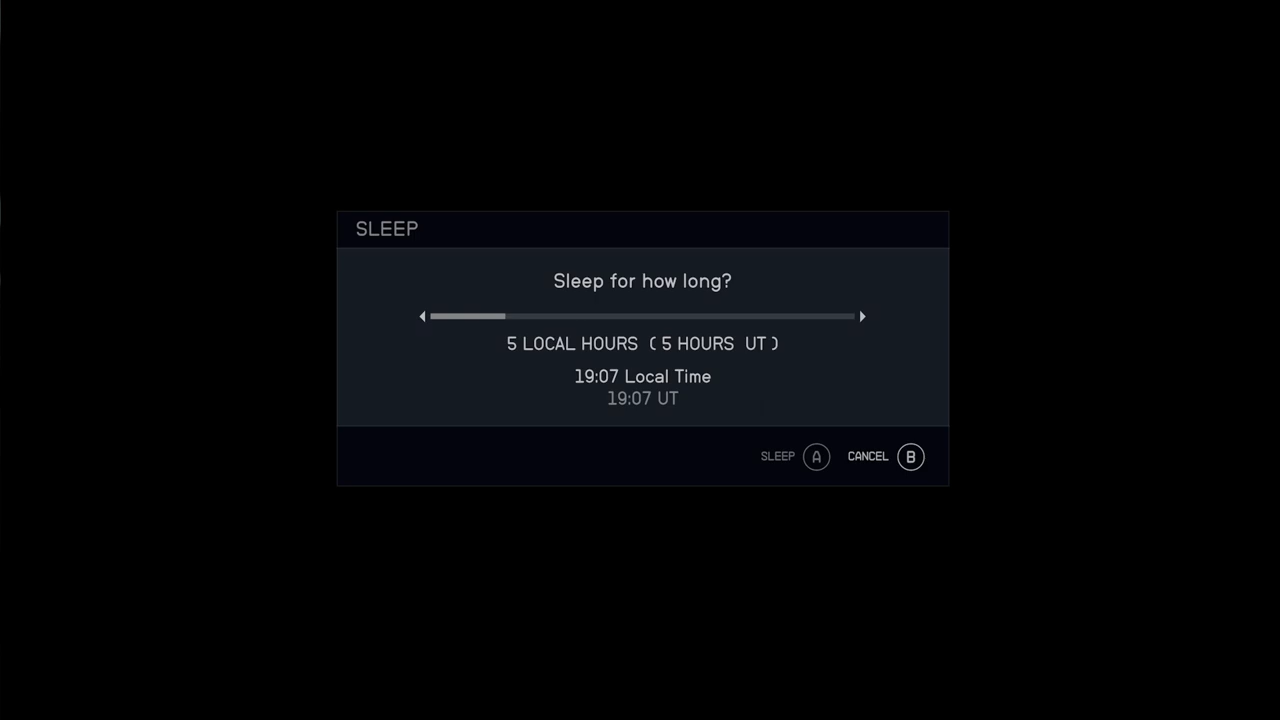 SLEEP
Sleep for how long?
5 LOCAL HOURS ( 5 HOURS UT )
19:07 Local Time
19:07 UT
SLEEP A CANCEL B